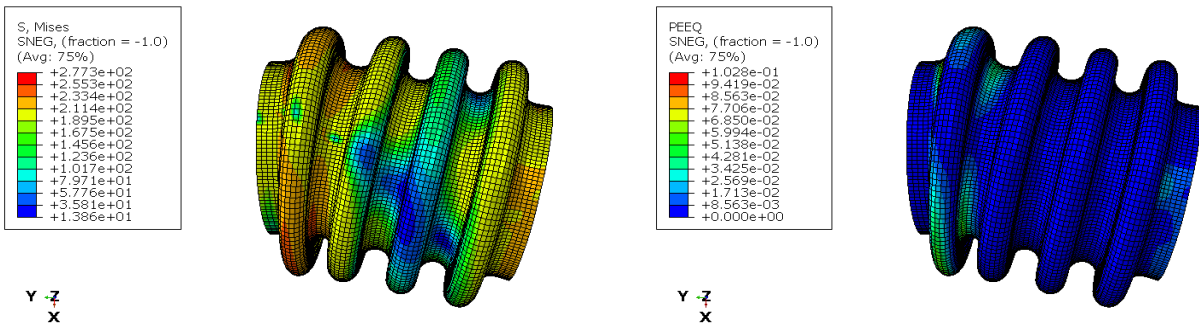 S, Mises
SNEG, (fraction = -1.0)
(Avg: 75%)
+2.773e+02
+2.553e+02
+2.334e+02
+2.114e+02
+1.895e+02
+1.675e+02
+1.456e+02
+1.236e+02
+1.017e+02
+7.971e+01
+5.776e+01
+3.581e+01
+1.386e+01
Y Z
X
PEEQ
SNEG, (fraction = -1.0)
(Avg: 75%)
+1.028e-01
+9.419e-02
+8.563e-02
+7.706e-02
+6.850e-02
+5.994e-02
+5.138e-02
+4.281e-02
+3.425e-02
+2.569e-02
+1.713e-02
+8.563e-03
+0.000e+00
Y Z
X